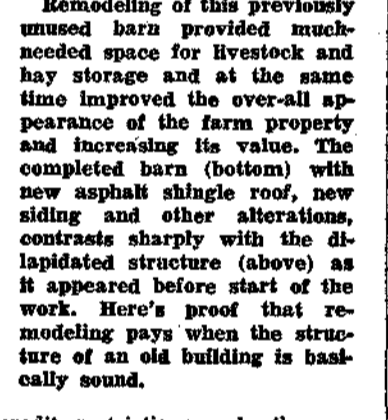 Remodeling of this previously
unused barn provided much-
needed space for livestock and
hay storage and at the same
time improved the over-all ap-
pearance of the farm property
and increasing its value. The
completed barn (bottom) with
new asphalt shingle roof, new
siding and other alterations,
contrasts sharply with the di-
lapidated structure (above) as
it appeared before start of the
work. Here's proof that re-
modeling pays when the struc-
ture of an old building is basi-
cally sound.